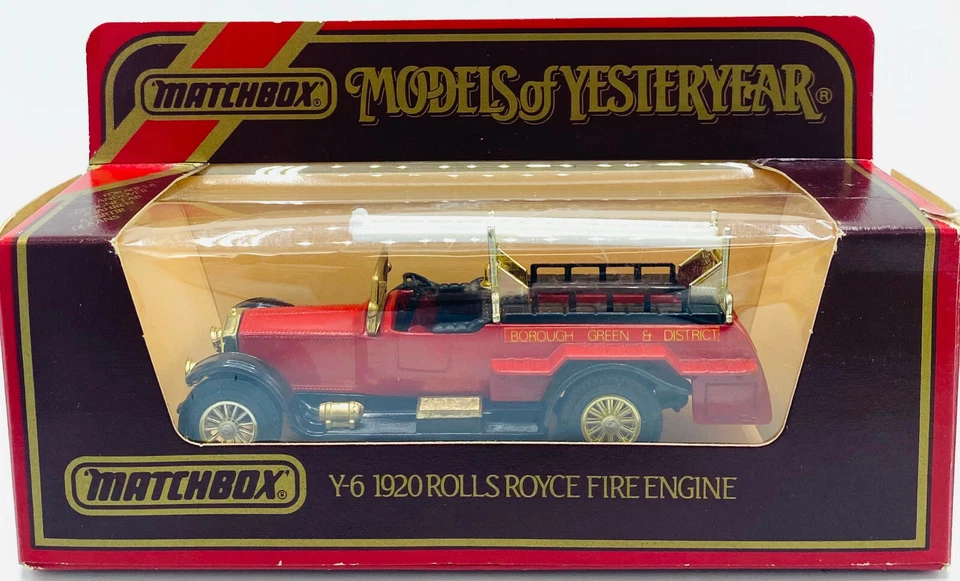 MATCHBOX®
MODELS of YESTERYEAR®
BOROUGH GREEN & DISTRICT
MATCHBOX®
Y-6 1920 ROLLS ROYCE FIRE ENGINE